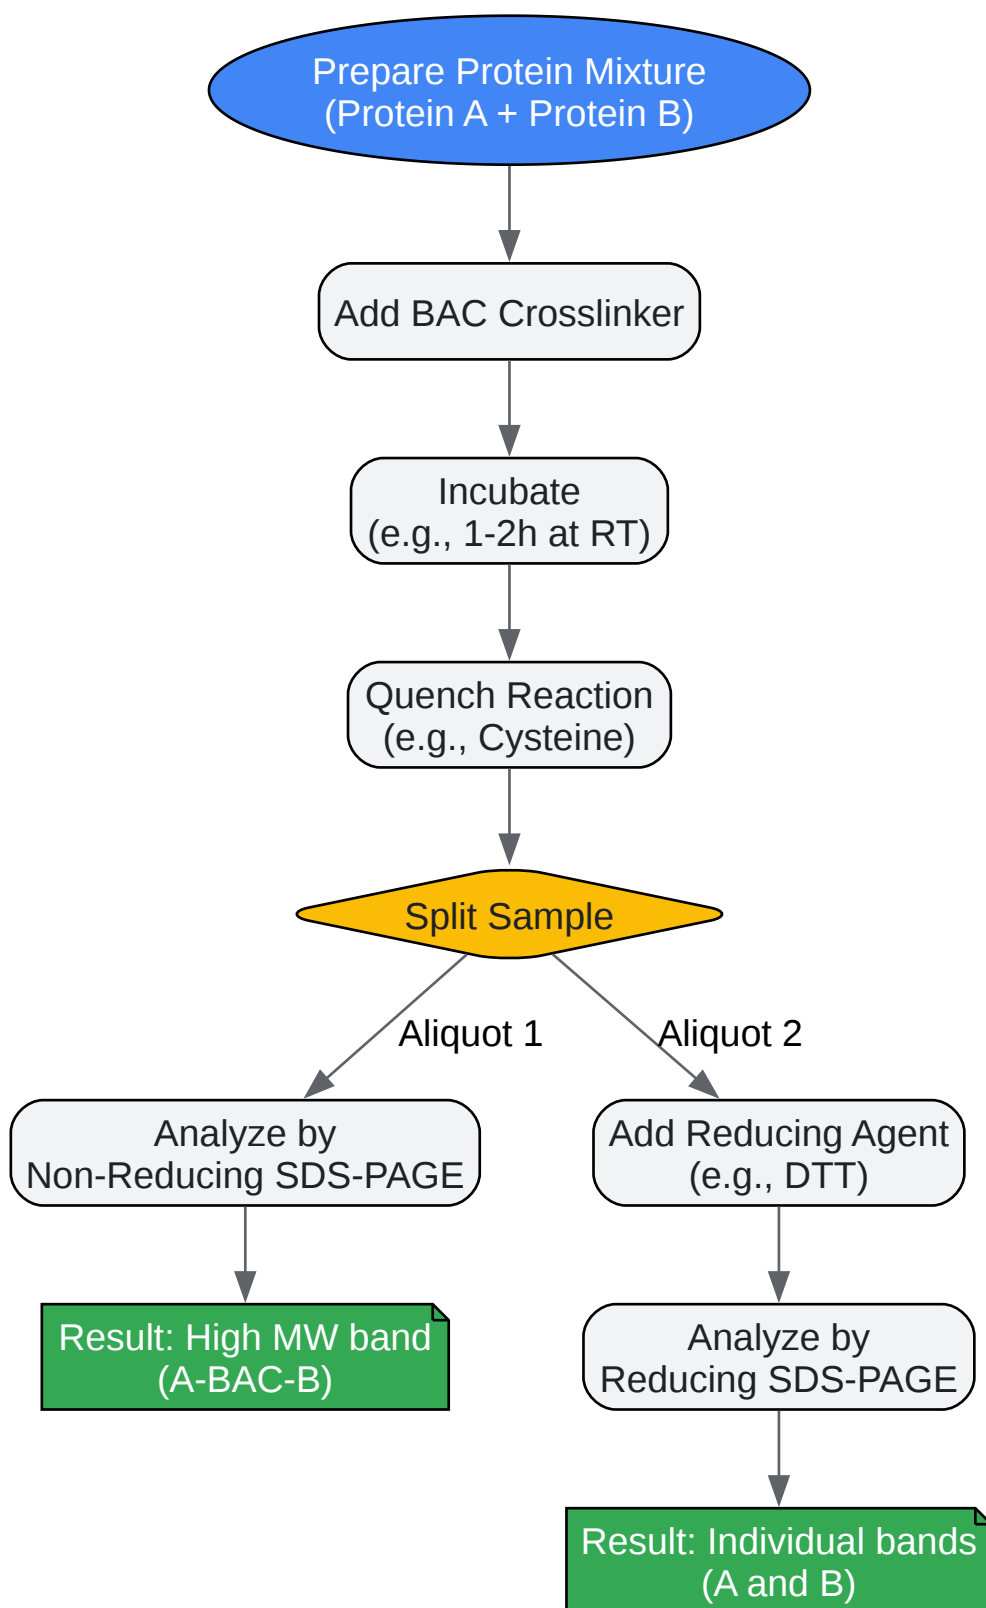 Prepare Protein Mixture
(Protein A + Protein B)
Add BAC Crosslinker
Incubate
(e.g., 1-2h at RT)
Quench Reaction
(e.g., Cysteine)
Split Sample
Aliquot 1
Aliquot 2
Analyze by
Non-Reducing SDS-PAGE
Add Reducing Agent
(e.g., DTT)
Result: High MW band
(A-BAC-B)
Analyze by
Reducing SDS-PAGE
Result: Individual bands
(A and B)